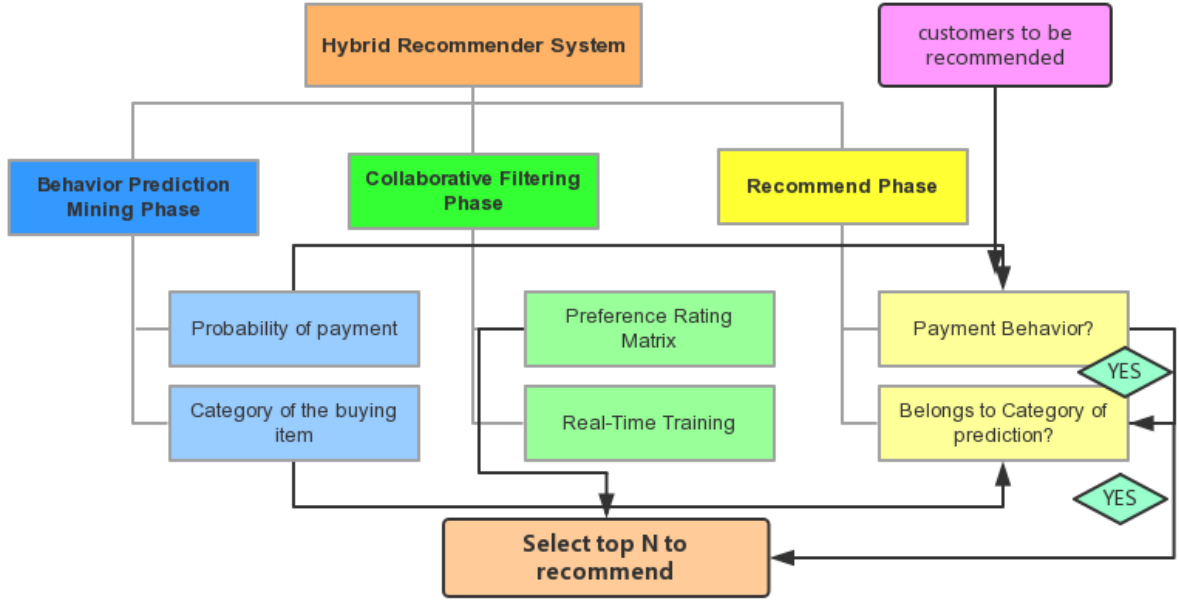 Hybrid Recommender System
customers to be
recommended
Behavior Prediction
Mining Phase
Collaborative Filtering
Phase
Recommend Phase
Probability of payment
Preference Rating
Matrix
Payment Behavior?
YES
Category of the buying
item
Real-Time Training
Belongs to Category of
prediction?
YES
Select top N to
recommend